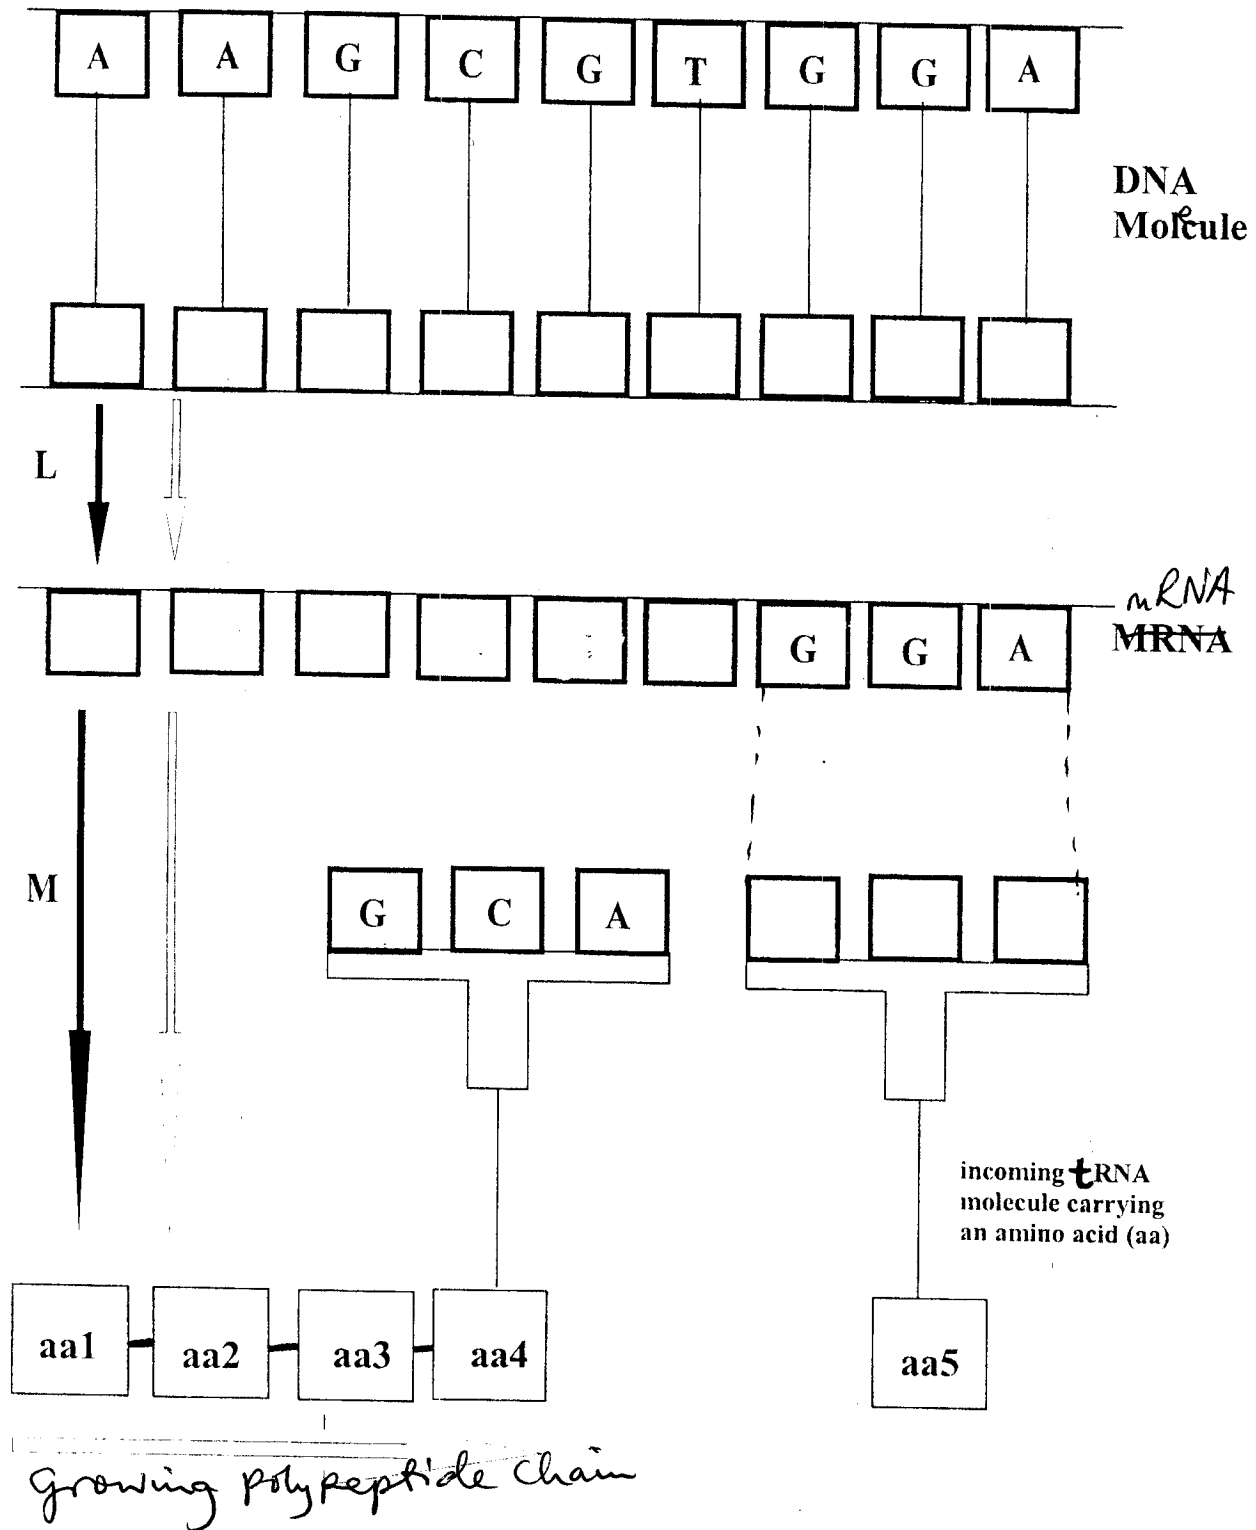 A A G C G T G G A
DNA
Molecule
L
mRNA
MRNA
G G A
M
G C A
incoming tRNA
molecule carrying
an amino acid (aa)
aa1 aa2 aa3 aa4 aa5
Growing polypeptide chain